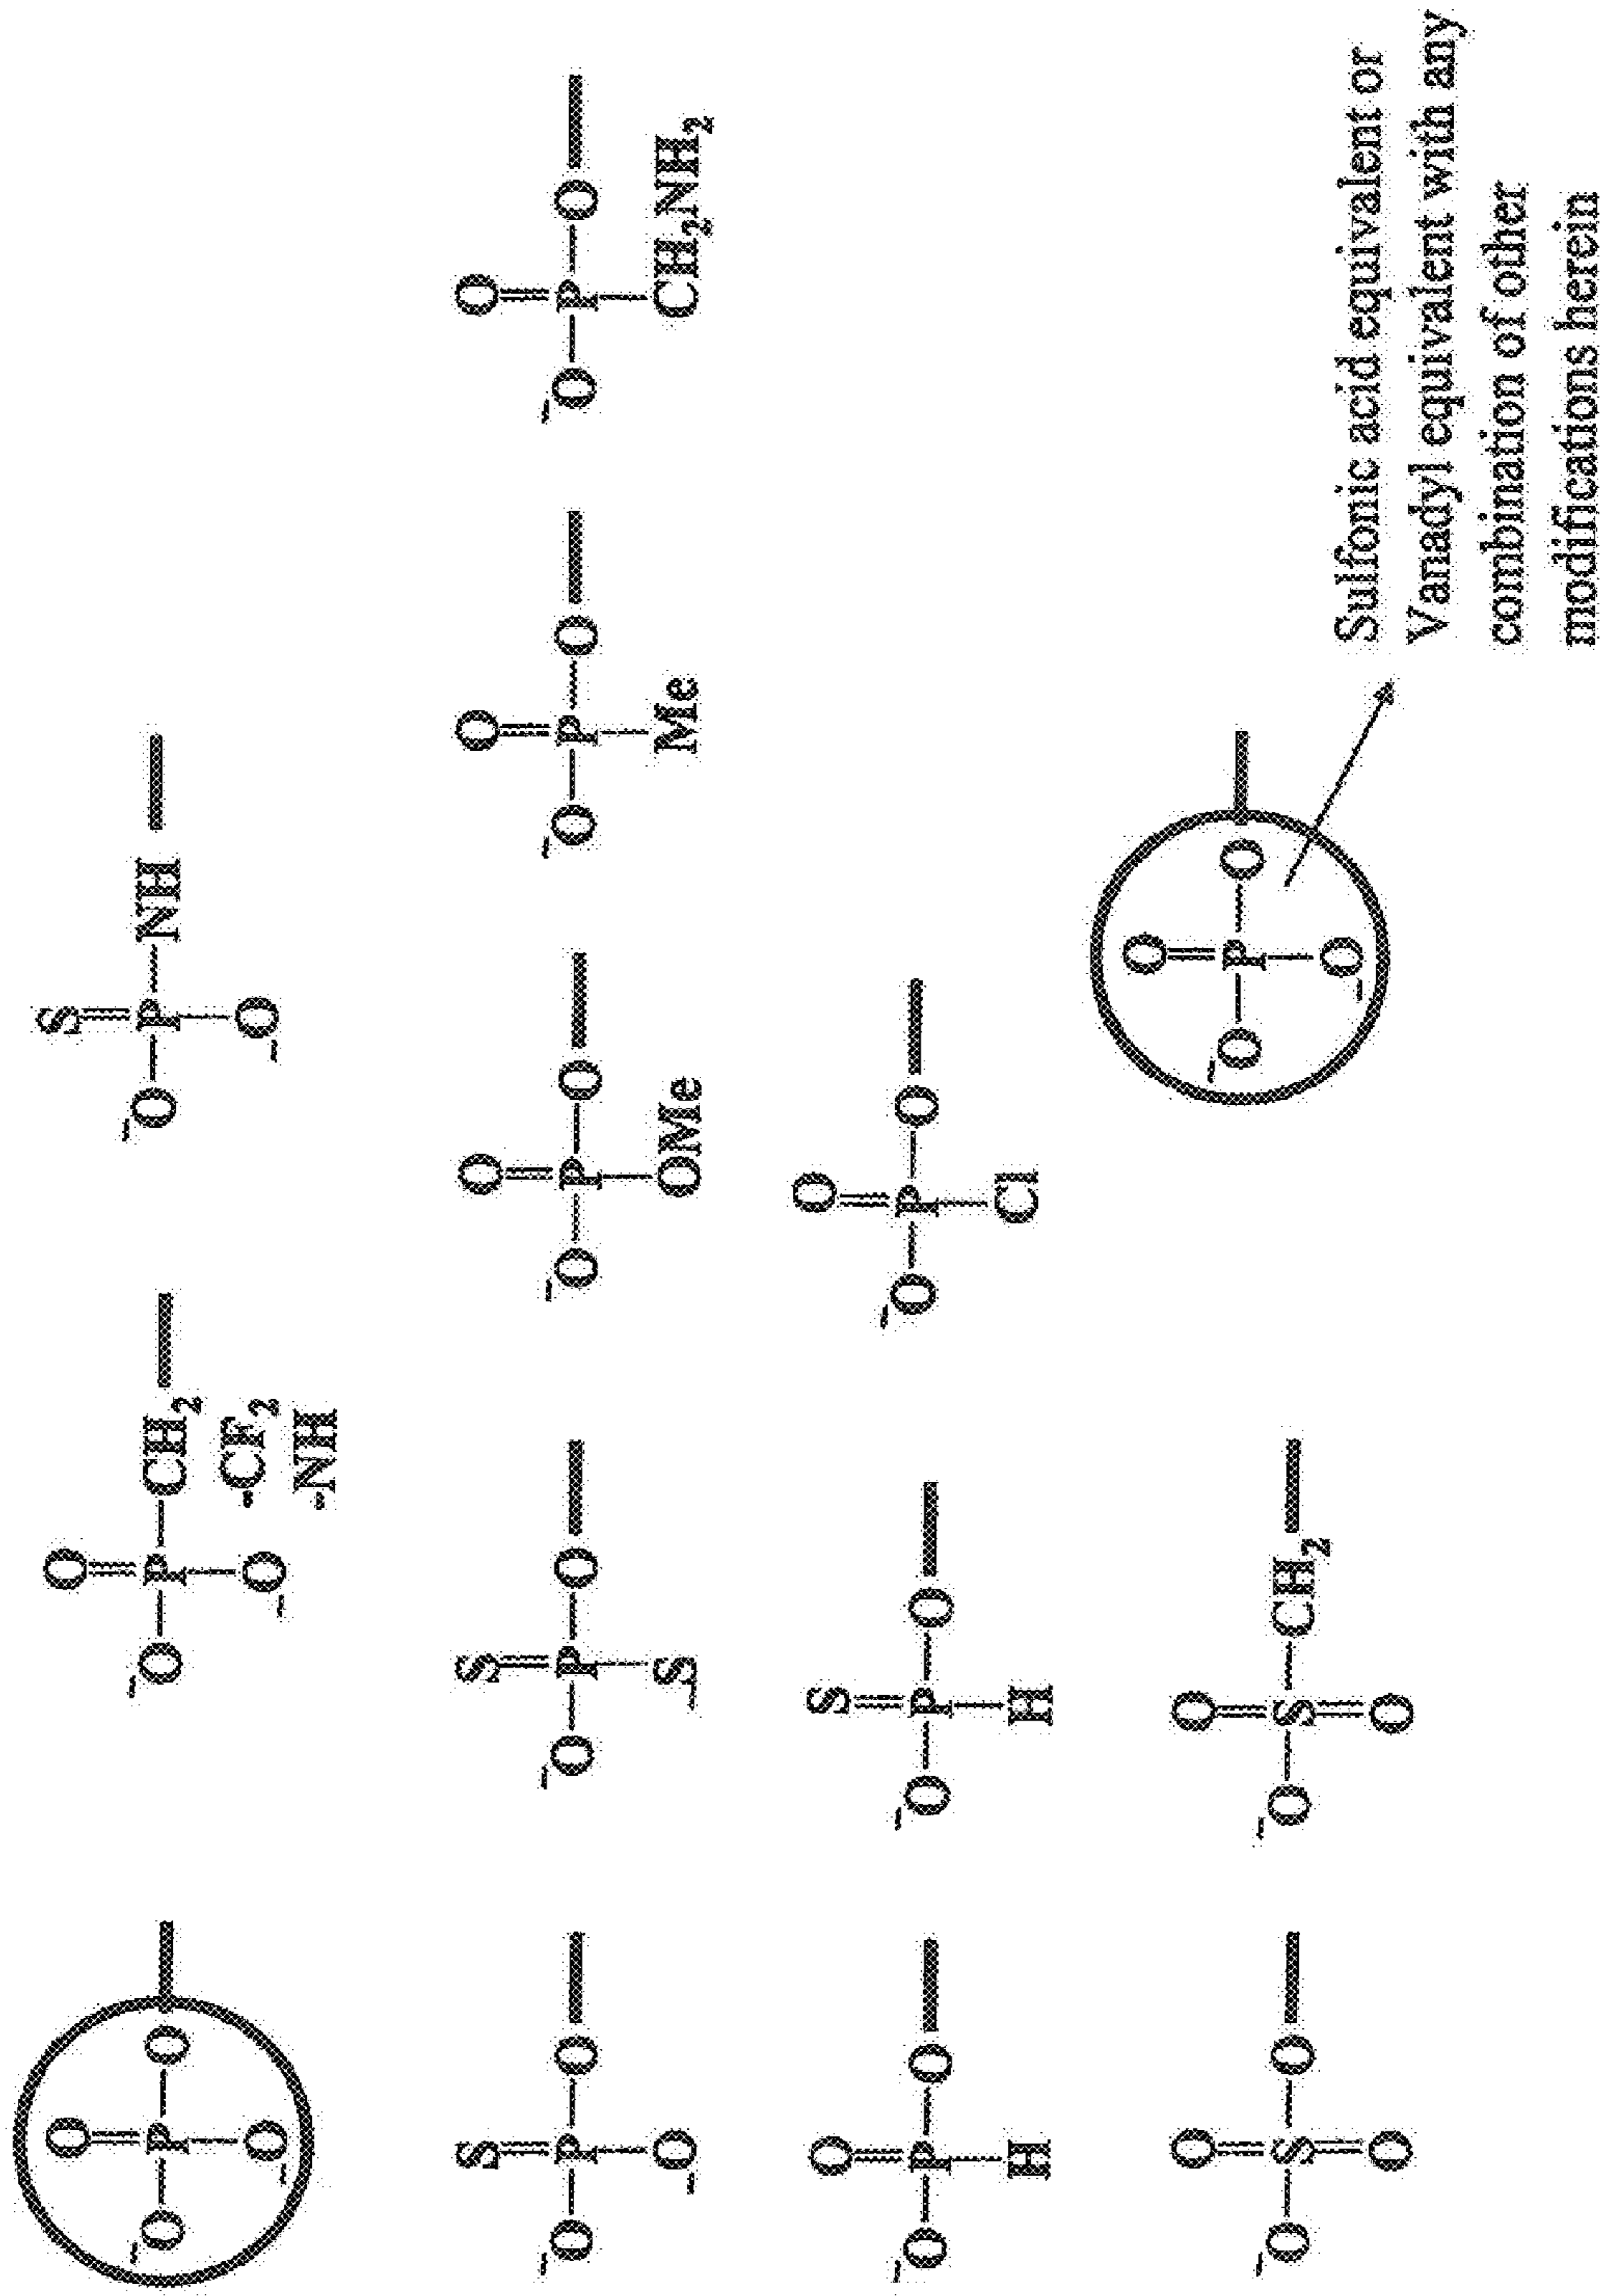 O O S
⁻O–P–O ⁻O–P–CH₂ ⁻O–P–NH
⁻O ⁻O -CF₂ ⁻O
-NH
S S O O O
⁻O–P–O ⁻O–P–O ⁻O–P–O ⁻O–P–O ⁻O–P–O
⁻O ⁻S OMe Me CH₂NH₂
O S O
⁻O–P–O ⁻O–P–O ⁻O–P–O
H H Cl
O O O
⁻O–S–O ⁻O–S–CH₂ ⁻O–P–O
O O ⁻O
Sulfonic acid equivalent or
Vanadyl equivalent with any
combination of other
modifications herein